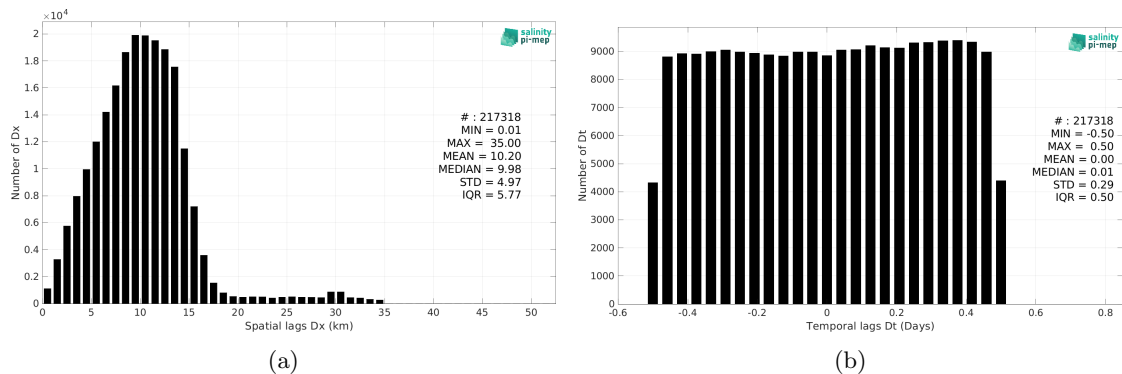 ×10⁴
2
1.8
1.6
1.4
1.2
1
0.8
0.6
0.4
0.2
0
Number of Dx
salinity
pi-mep
# : 217318
MIN = 0.01
MAX = 35.00
MEAN = 10.20
MEDIAN = 9.98
STD = 4.97
IQR = 5.77
0 5 10 15 20 25 30 35 40 45 50
Spatial lags Dx (km)
(a)
9000
8000
7000
6000
5000
4000
3000
2000
1000
0
Number of Dt
salinity
pi-mep
# : 217318
MIN = -0.50
MAX = 0.50
MEAN = 0.00
MEDIAN = 0.01
STD = 0.29
IQR = 0.50
-0.6 -0.4 -0.2 0 0.2 0.4 0.6 0.8
Temporal lags Dt (Days)
(b)